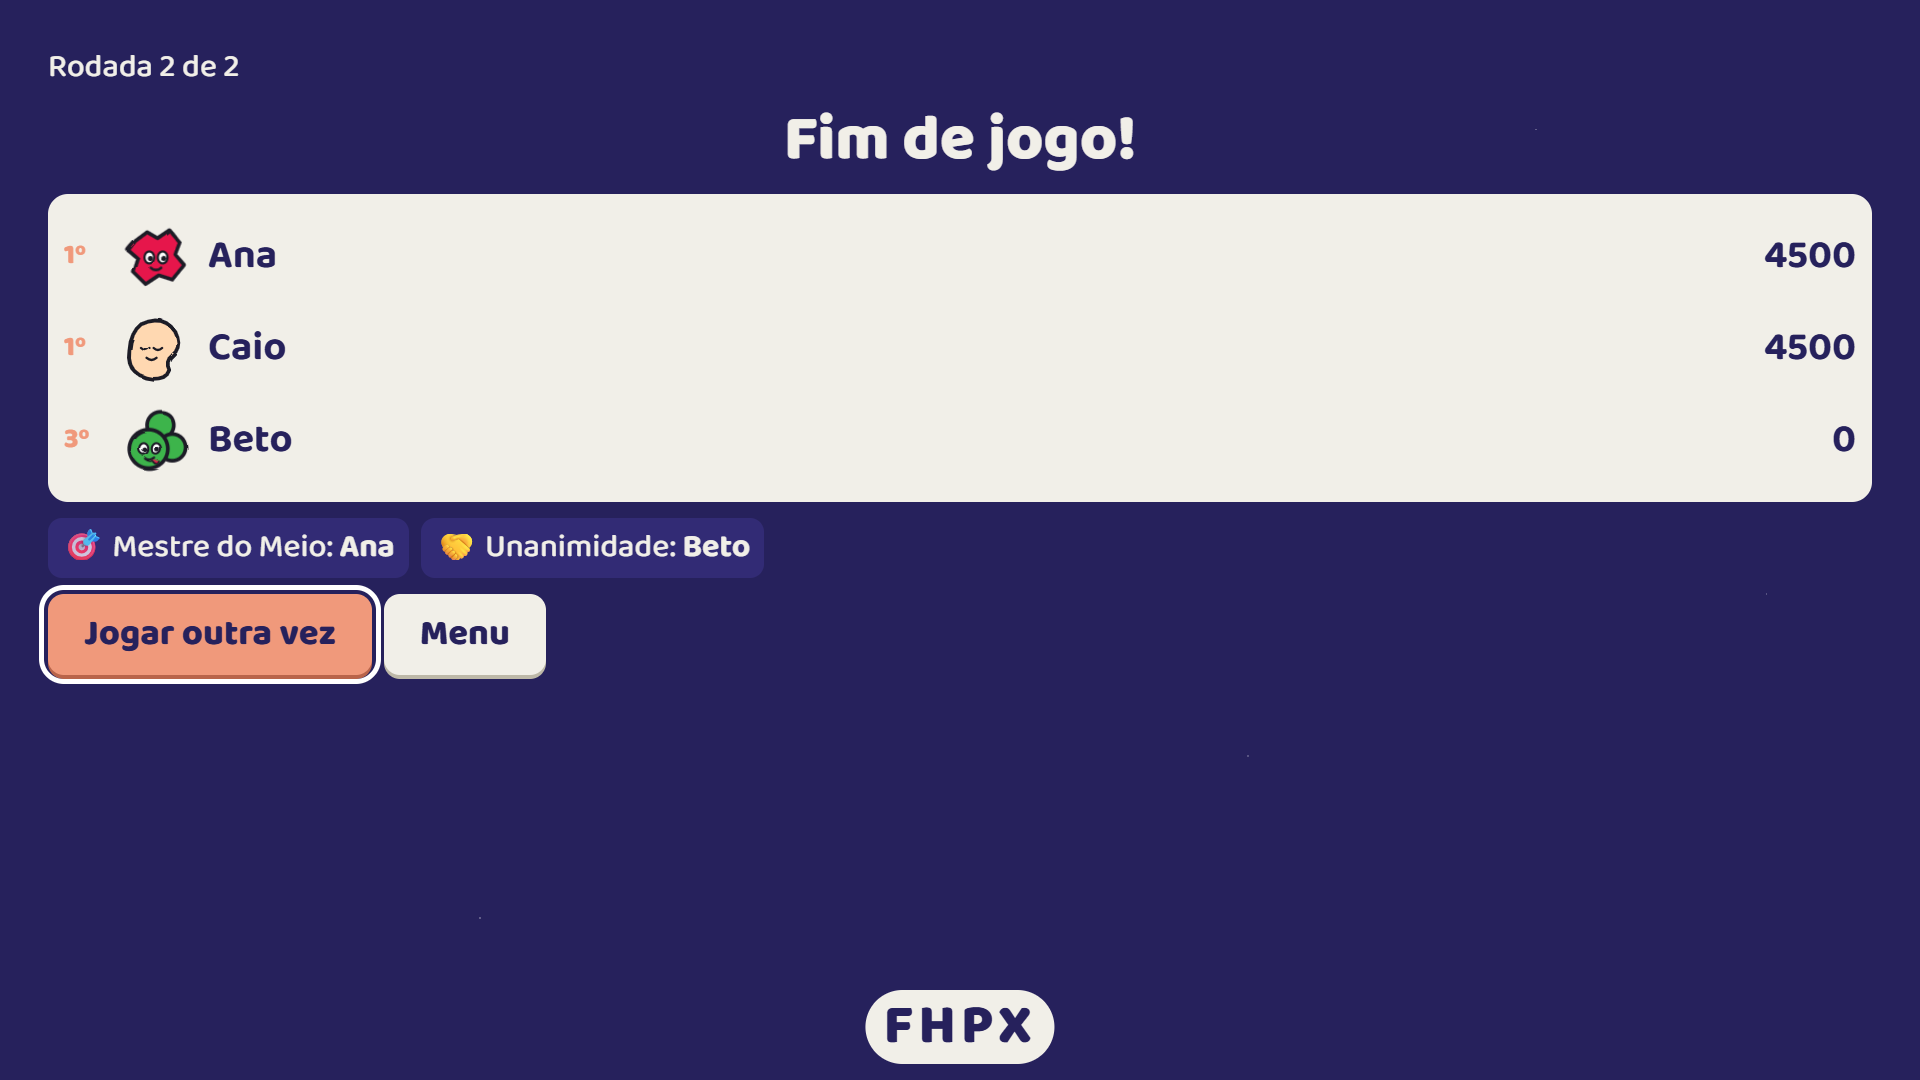 Rodada 2 de 2
Fim de jogo!
1º Ana 4500
1º Caio 4500
3º Beto 0
Mestre do Meio: Ana Unanimidade: Beto
Jogar outra vez Menu
FHPX